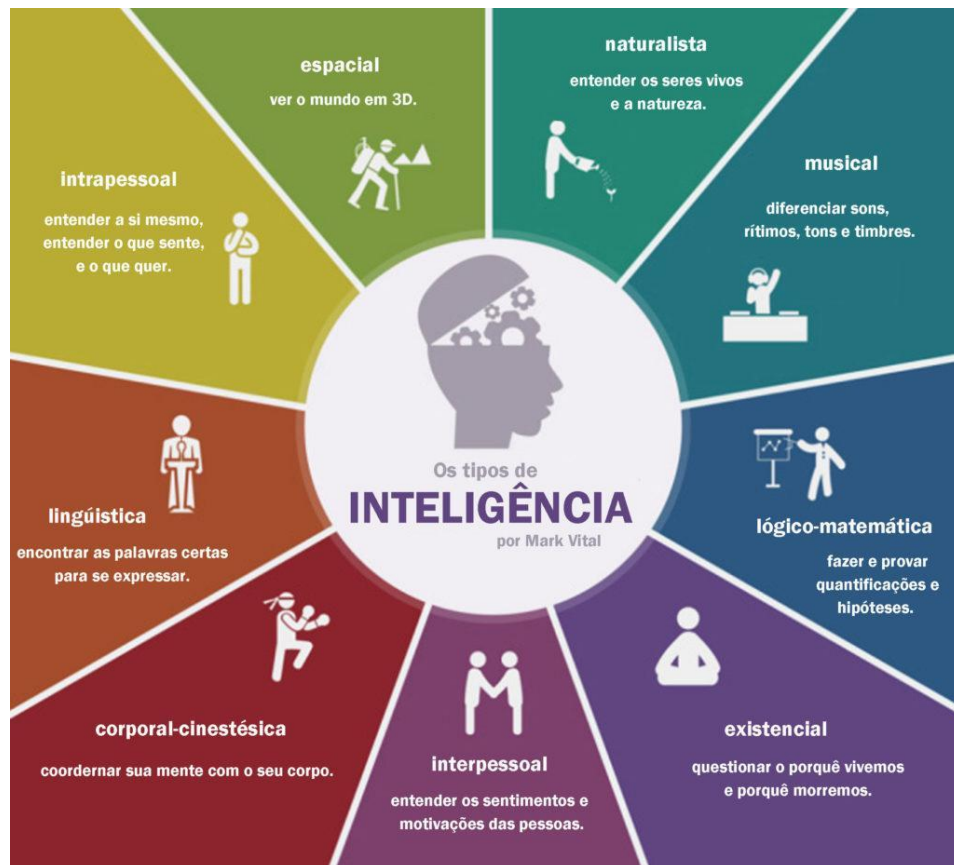 espacial
ver o mundo em 3D.
naturalista
entender os seres vivos
e a natureza.
musical
diferenciar sons,
rítimos, tons e timbres.
intrapessoal
entender a si mesmo,
entender o que sente,
e o que quer.
Os tipos de
INTELIGÊNCIA
por Mark Vital
lingúistica
encontrar as palavras certas
para se expressar.
lógico-matemática
fazer e provar
quantificações e
hipóteses.
corporal-cinestésica
coordernar sua mente com o seu corpo.
interpessoal
entender os sentimentos e
motivações das pessoas.
existencial
questionar o porquê vivemos
e porquê morremos.